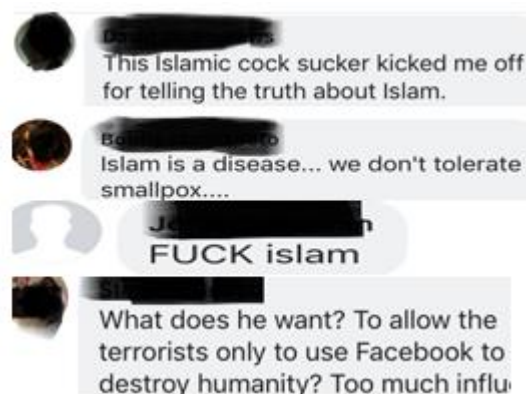 This Islamic cock sucker kicked me off
for telling the truth about Islam.
Islam is a disease... we don't tolerate
smallpox....
FUCK islam
What does he want? To allow the
terrorists only to use Facebook to
destroy humanity? Too much